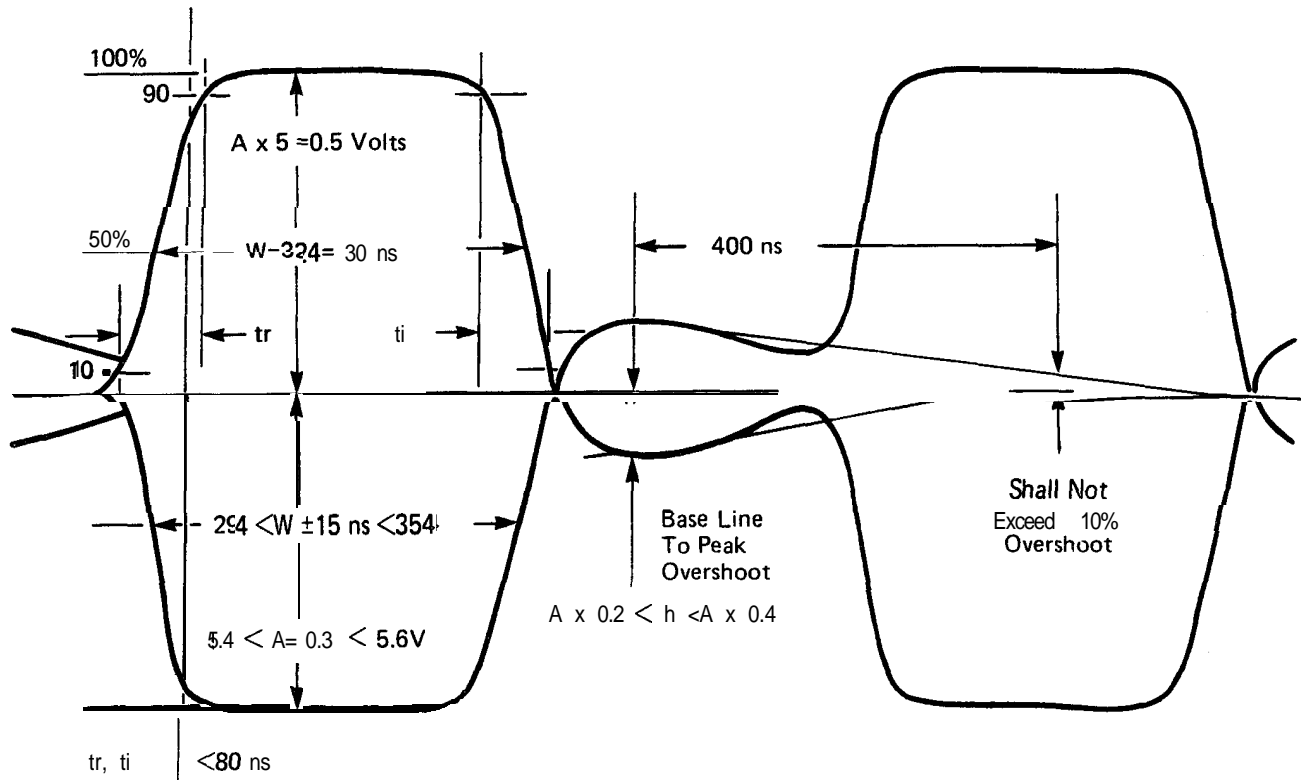 100%
90
A x 5 =0.5 Volts
50%
W-324= 30 ns
400 ns
tr
ti
10
Shall Not
Exceed 10%
Overshoot
294 <W ±15 ns <354
Base Line
To Peak
Overshoot
A x 0.2 < h <A x 0.4
5.4 < A= 0.3 < 5.6V
tr, ti <80 ns